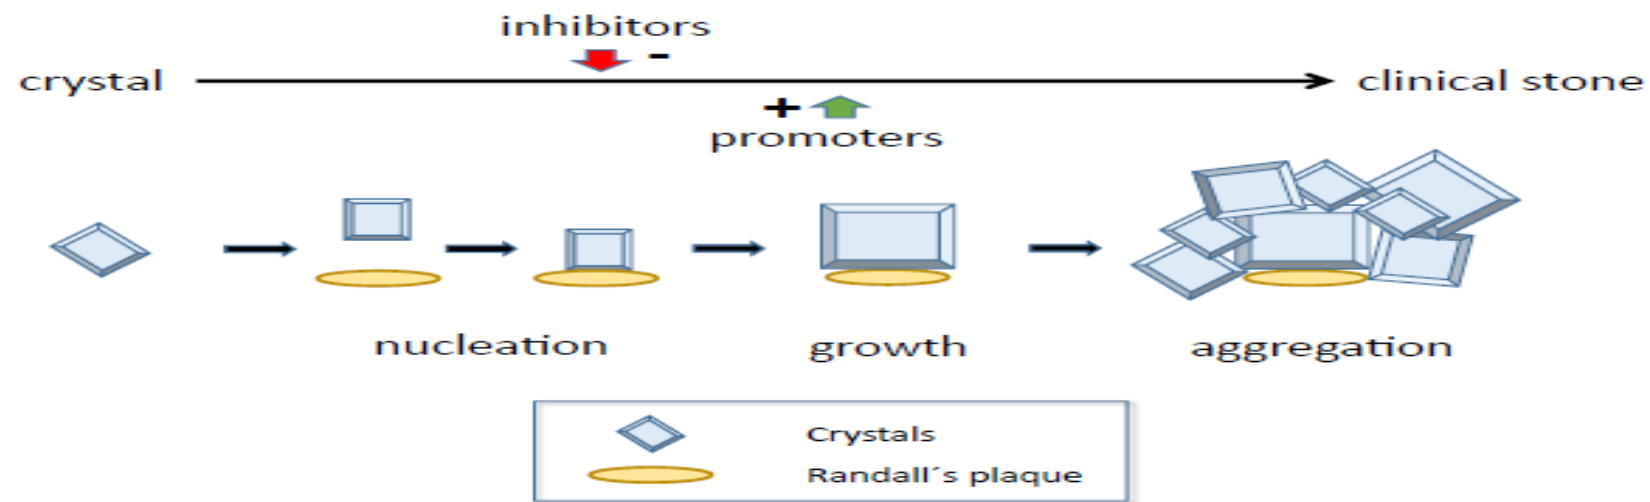 inhibitors
-
crystal
clinical stone
+
promoters
nucleation
growth
aggregation
Crystals
Randall´s plaque